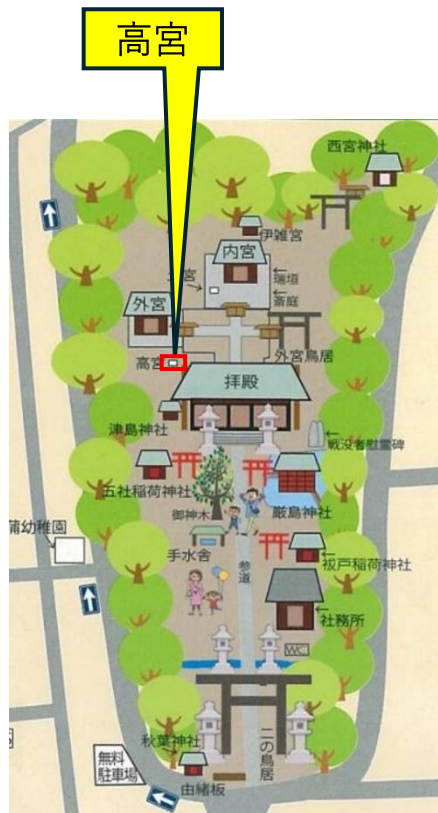 高宮
西宮神社
伊雑宮
内宮
宮
瑞垣
斎庭
外宮
高宮
外宮鳥居
拝殿
津島神社
戦没者慰霊碑
五社稲荷神社
御神木
厳島神社
蒲幼稚園
手水舎
参道
祓戸稲荷神社
社務所
WC
二の鳥居
秋葉神社
無料
駐車場
由緒板